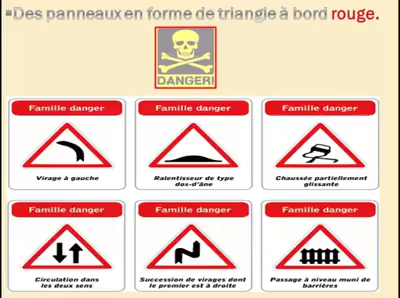 Des panneaux en forme de triangle à bord rouge.
DANGER!
Famille danger
Famille danger
Famille danger
Virage à gauche
Ralentisseur de type
dos-d'âne
Chaussée partiellement
glissante
Famille danger
Famille danger
Famille danger
Circulation dans
les deux sens
Succession de virages dont
le premier est à droite
Passage à niveau muni de
barrières